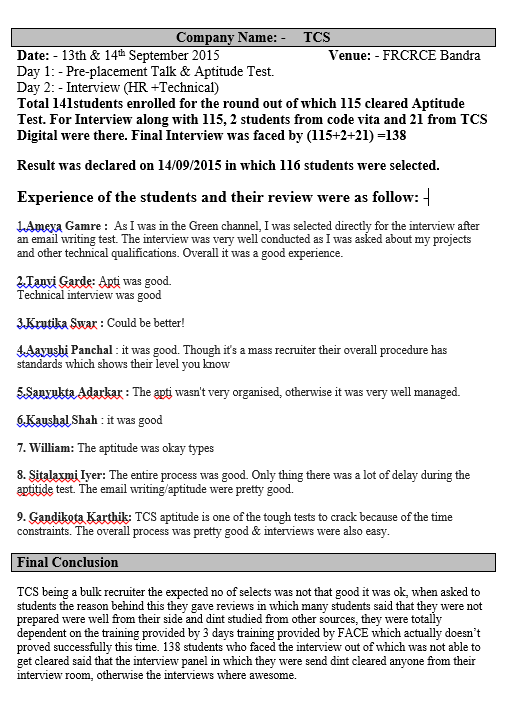 Company Name: - TCS
Date: - 13th & 14th September 2015 Venue: - FRCRCE Bandra
Day 1: - Pre-placement Talk & Aptitude Test.
Day 2: - Interview (HR +Technical)
Total 141students enrolled for the round out of which 115 cleared Aptitude
Test. For Interview along with 115, 2 students from code vita and 21 from TCS
Digital were there. Final Interview was faced by (115+2+21) =138
Result was declared on 14/09/2015 in which 116 students were selected.
Experience of the students and their review were as follow: -
1.Ameya Gamre : As I was in the Green channel, I was selected directly for the interview after
an email writing test. The interview was very well conducted as I was asked about my projects
and other technical qualifications. Overall it was a good experience.
2.Tanvi Garde: Apti was good.
Technical interview was good
3.Krutika Swar : Could be better!
4.Aayushi Panchal : it was good. Though it's a mass recruiter their overall procedure has
standards which shows their level you know
5.Sanyukta Adarkar : The apti wasn't very organised, otherwise it was very well managed.
6.Kaushal Shah : it was good
7. William: The aptitude was okay types
8. Sitalaxmi Iyer: The entire process was good. Only thing there was a lot of delay during the
aptitide test. The email writing/aptitude were pretty good.
9. Gandikota Karthik: TCS aptitude is one of the tough tests to crack because of the time
constraints. The overall process was pretty good & interviews were also easy.
Final Conclusion
TCS being a bulk recruiter the expected no of selects was not that good it was ok, when asked to
students the reason behind this they gave reviews in which many students said that they were not
prepared were well from their side and dint studied from other sources, they were totally
dependent on the training provided by 3 days training provided by FACE which actually doesn't
proved successfully this time. 138 students who faced the interview out of which was not able to
get cleared said that the interview panel in which they were send dint cleared anyone from their
interview room, otherwise the interviews where awesome.